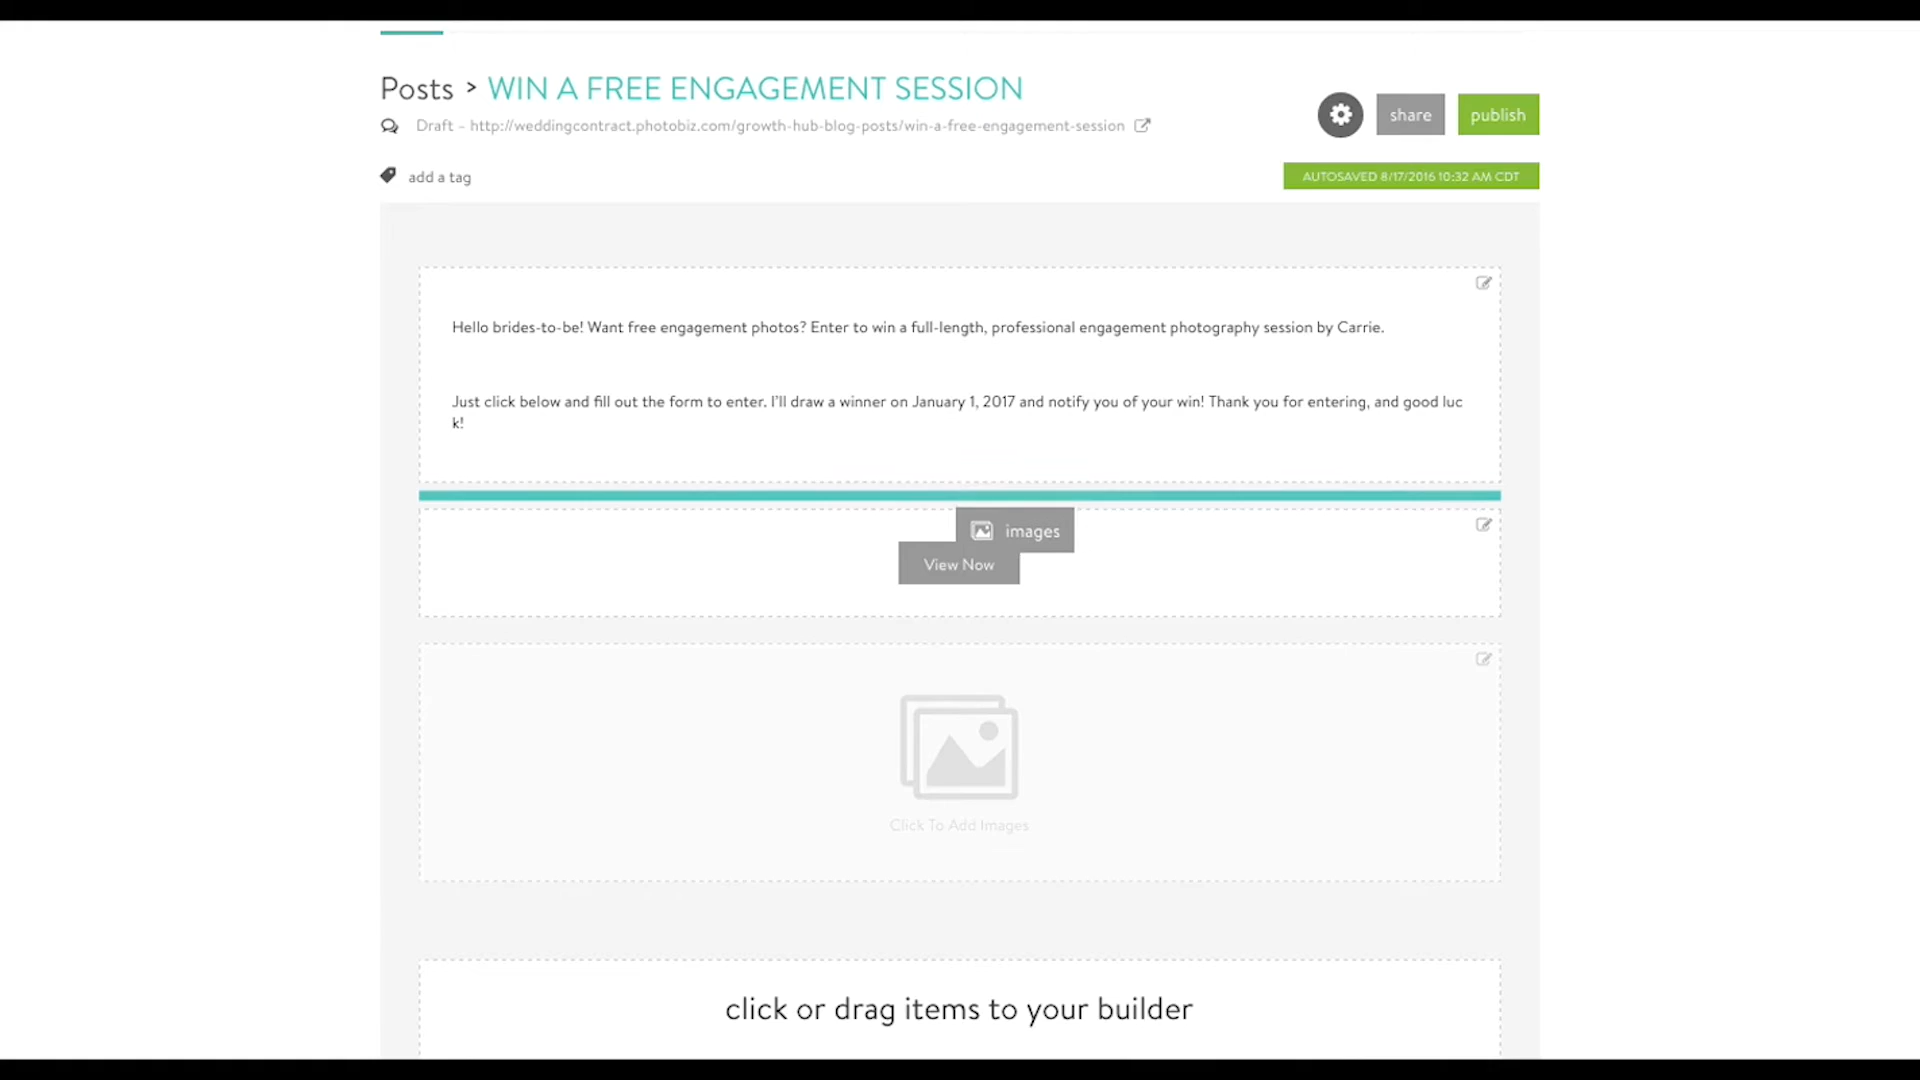 Posts > WIN A FREE ENGAGEMENT SESSION
Draft – http://weddingcontract.photobiz.com/growth-hub-blog-posts/win-a-free-engagement-session
share
publish
add a tag
AUTOSAVED 8/17/2016 10:32 AM CDT
Hello brides-to-be! Want free engagement photos? Enter to win a full-length, professional engagement photography session by Carrie.
Just click below and fill out the form to enter. I'll draw a winner on January 1, 2017 and notify you of your win! Thank you for entering, and good luc
k!
images
View Now
Click To Add Images
click or drag items to your builder